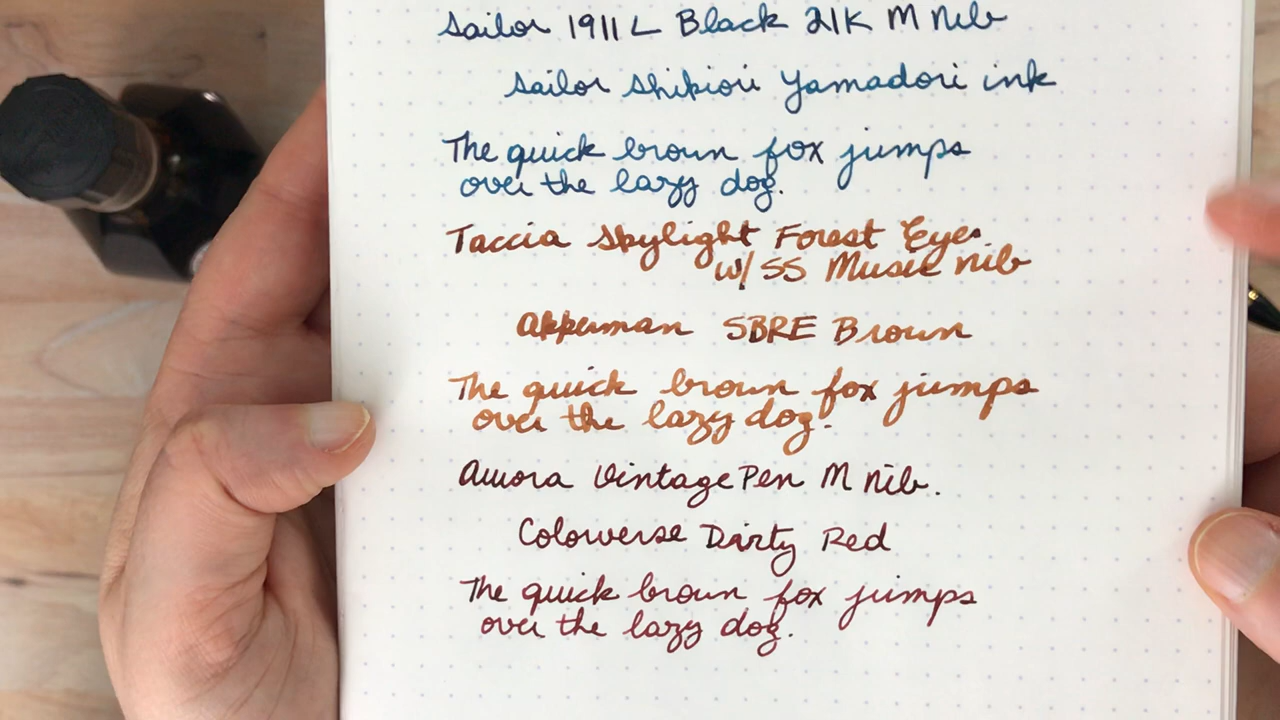 Sailor 1911 L Black 21K M Nib
Sailor Shikiori Yamadori ink
The quick brown fox jumps
over the lazy dog.
Taccia Skylight Forest Eyes
w/ SS Music nib
Akkerman SBRE Brown
The quick brown fox jumps
over the lazy dog.
Aurora Vintage Pen M nib.
Colorverse Dirty Red
The quick brown fox jumps
over the lazy dog.